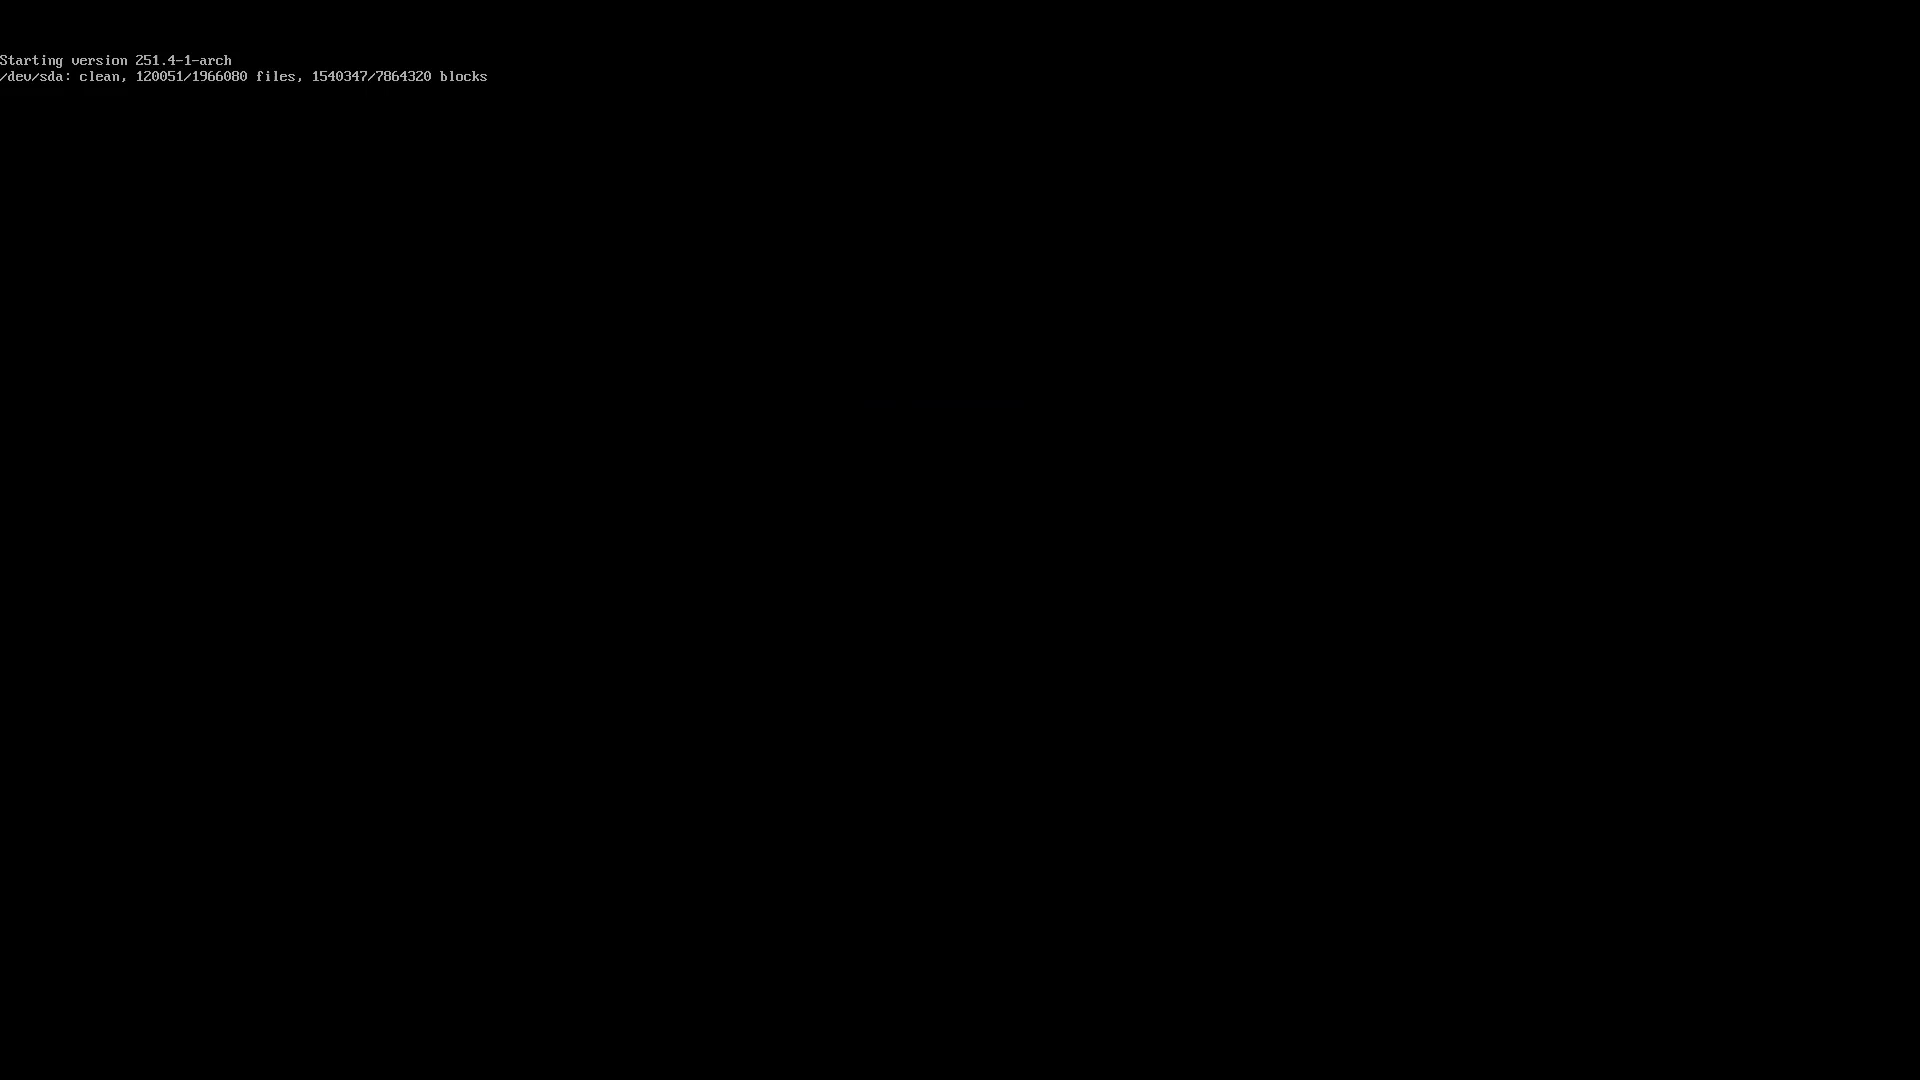 Starting version 251.4-1-arch
/dev/sda: clean, 120051/1966080 files, 1540347/7864320 blocks